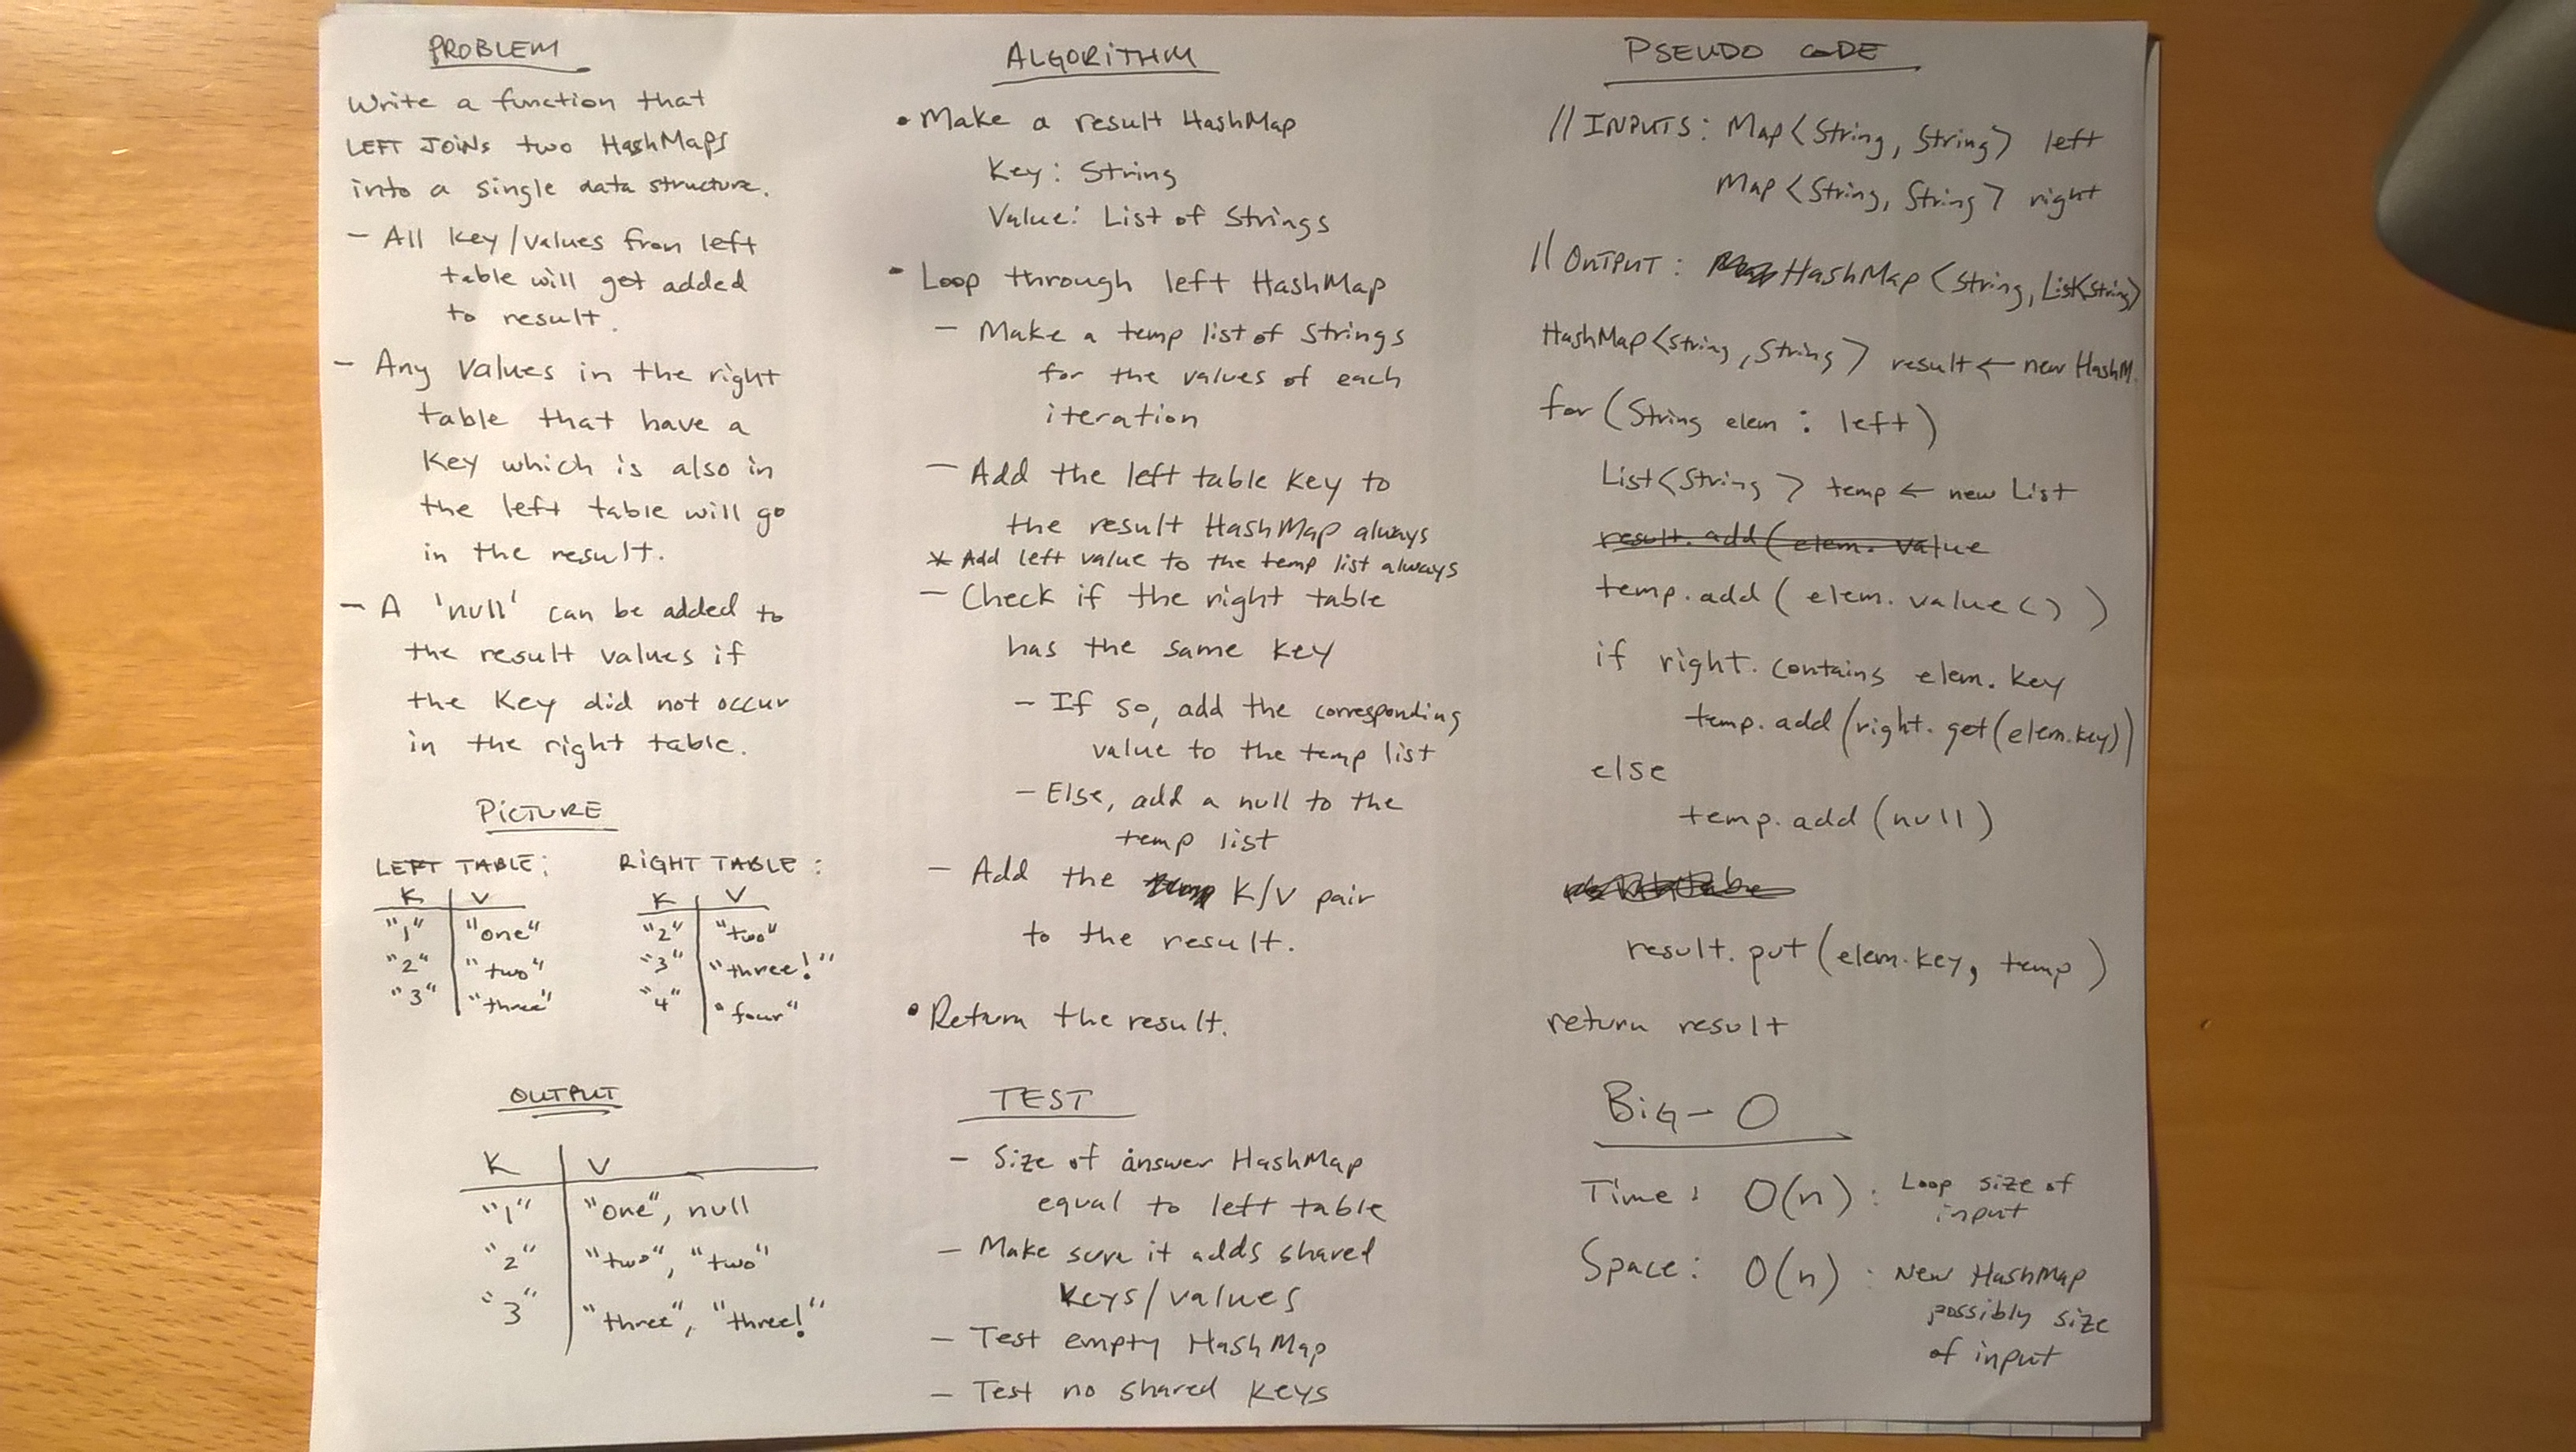 PROBLEM
Write a function that
LEFT JOINs two HashMaps
into a single data structure.
- All key/values from left
table will get added
to result.
- Any values in the right
table that have a
key which is also in
the left table will go
in the result.
- A 'null' can be added to
the result values if
the key did not occur
in the right table.
PICTURE
LEFT TABLE:
K V
"1" "one"
"2" "two"
"3" "three"
RIGHT TABLE:
K V
"2" "two"
"3" "three!"
"4" "four"
OUTPUT
K V
"1" "one", null
"2" "two", "two"
"3" "three", "three!"
ALGORITHM
• Make a result HashMap
Key: String
Value: List of Strings
• Loop through left HashMap
- Make a temp list of Strings
for the values of each
iteration
- Add the left table key to
the result HashMap always
* Add left value to the temp list always
- Check if the right table
has the same key
- If so, add the corresponding
value to the temp list
- Else, add a null to the
temp list
- Add the temp K/V pair
to the result.
• Return the result.
TEST
- Size of answer HashMap
equal to left table
- Make sure it adds shared
keys/values
- Test empty HashMap
- Test no shared keys
PSEUDO CODE
// INPUTS: Map<String, String> left
Map<String, String> right
// OUTPUT: Map HashMap<String, List<String>
HashMap<String, String> result ← new HashM.
for (String elem : left)
List<String> temp ← new List
result.add(elem.value
temp.add(elem.value())
if right.contains elem.key
temp.add(right.get(elem.key))
else
temp.add(null)
result.put(elem.key, temp)
return result
BIG-O
Time: O(n): Loop size of
input
Space: O(n): New HashMap
possibly size
of input